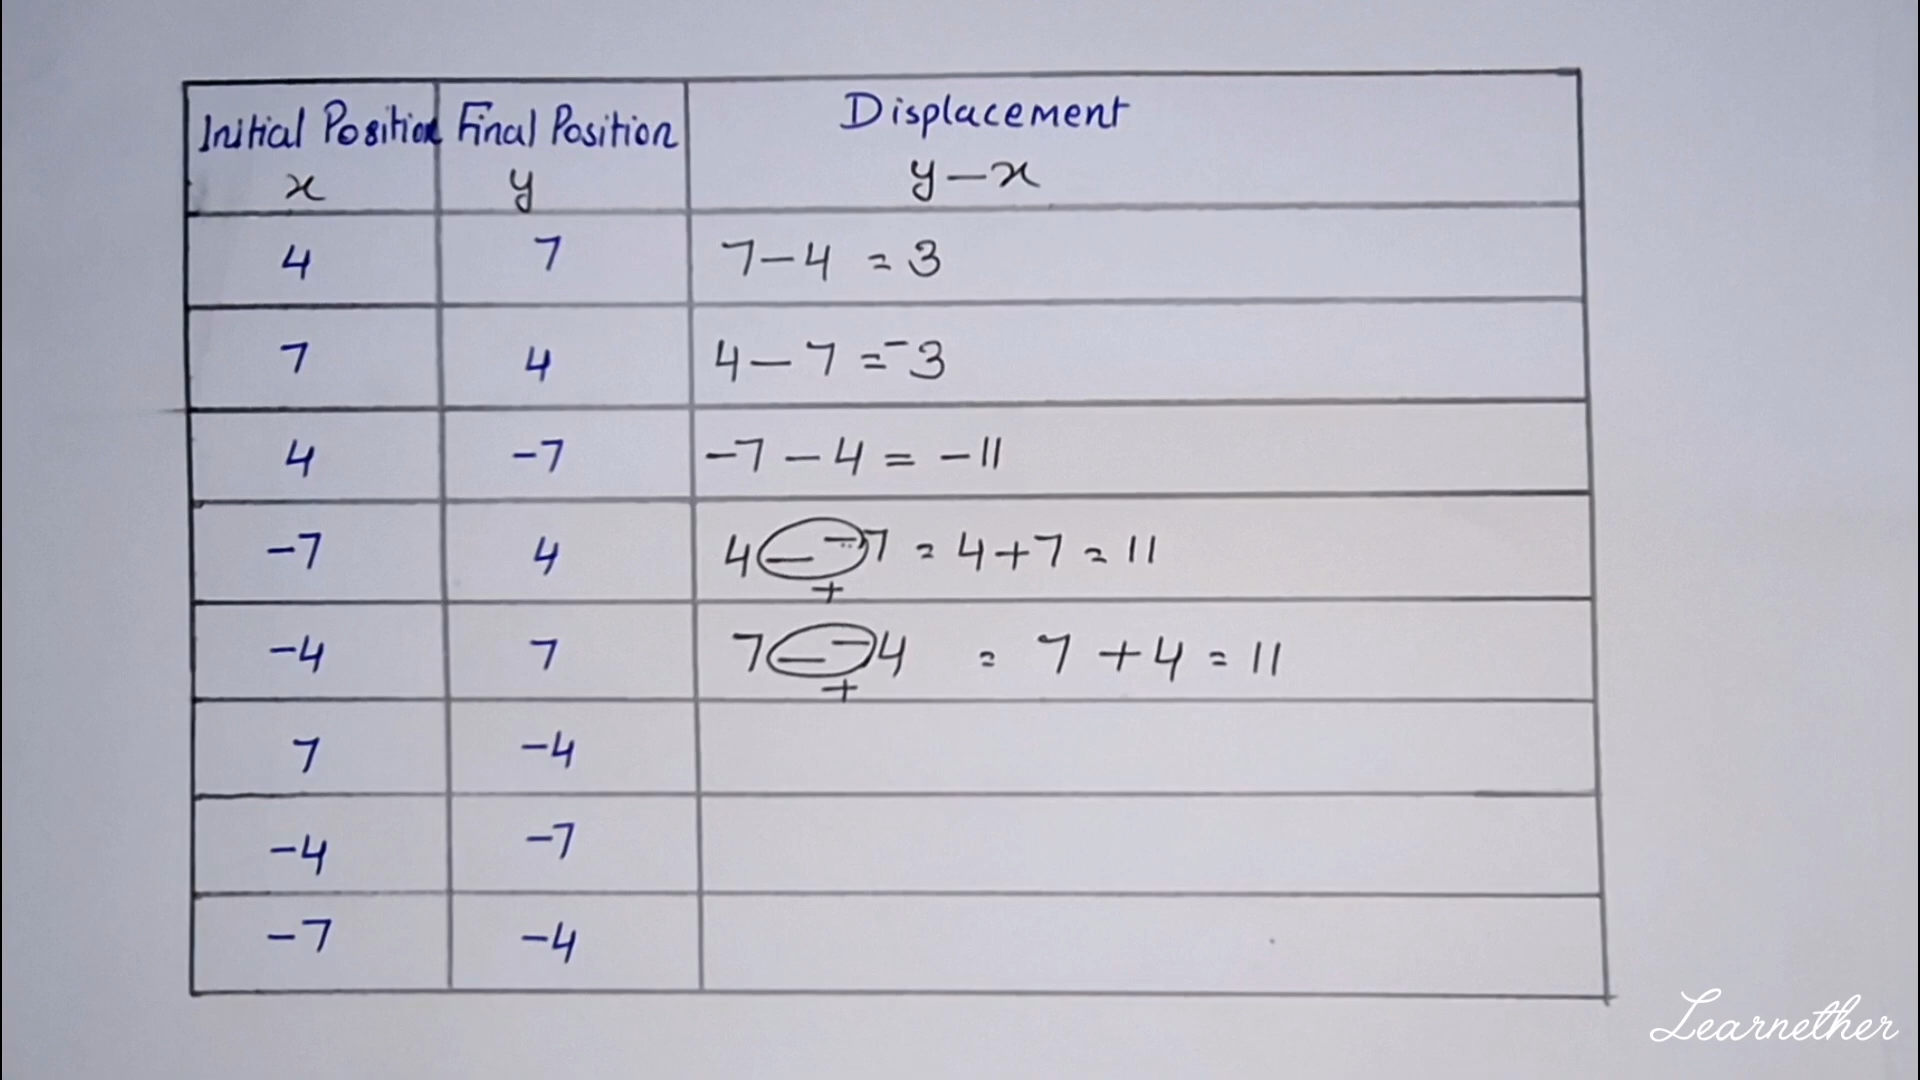 Initial Position Final Position Displacement
x y y-x
4 7 7-4 = 3
7 4 4-7 = -3
4 -7 -7-4 = -11
-7 4 4--7 = 4+7 = 11
+
-4 7 7--4 = 7+4 = 11
+
7 -4
-4 -7
-7 -4
Learnether